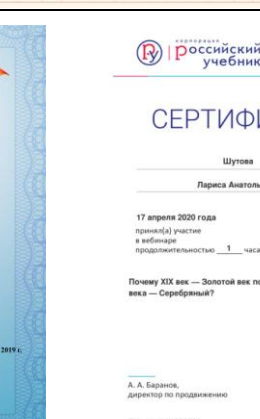 2019 г.
корпорация
российский
учебник
СЕРТИФИ
Шутова
Лариса Анатоль
17 апреля 2020 года
принял(а) участие
в вебинаре
продолжительностью 1 часа
Почему XIX век — Золотой век по
века — Серебряный?
А. А. Баранов,
директор по продвижению